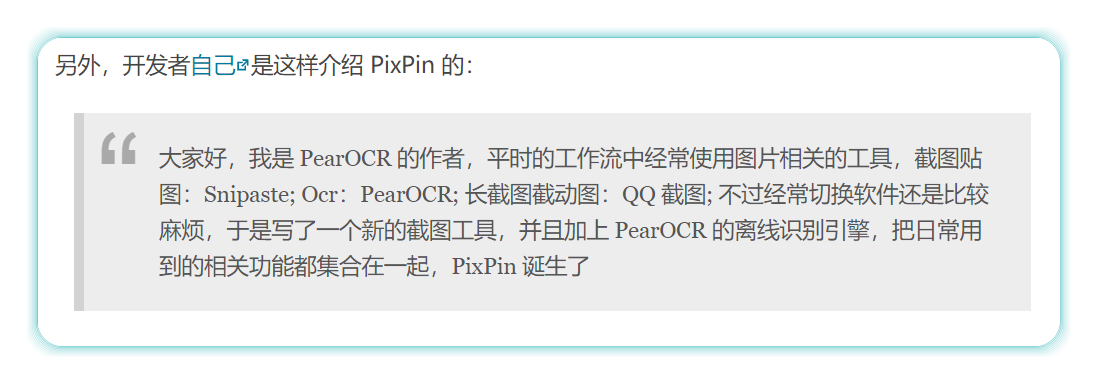 另外，开发者自己是这样介绍 PixPin 的：
大家好，我是 PearOCR 的作者，平时的工作流中经常使用图片相关的工具，截图贴
图：Snipaste; Ocr：PearOCR; 长截图截动图：QQ 截图; 不过经常切换软件还是比较
麻烦，于是写了一个新的截图工具，并且加上 PearOCR 的离线识别引擎，把日常用
到的相关功能都集合在一起，PixPin 诞生了